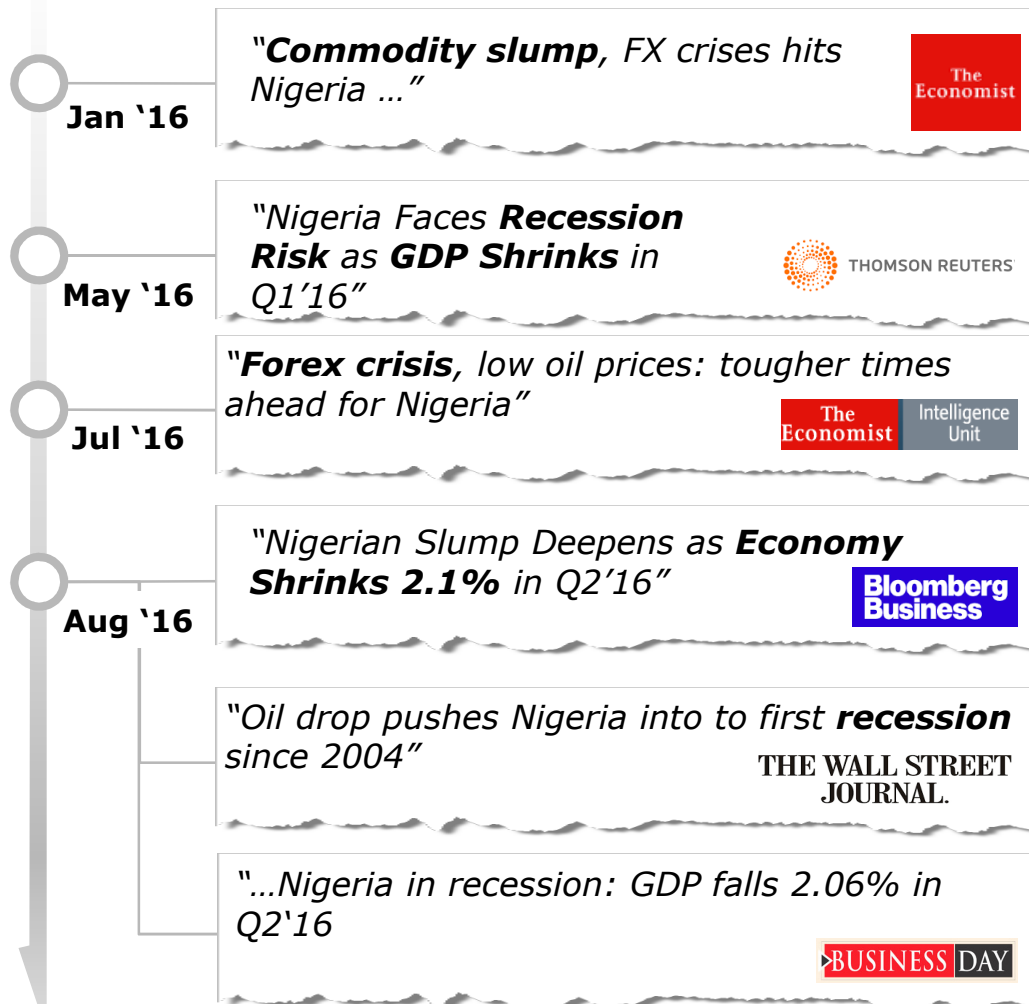 “Commodity slump, FX crises hits
Nigeria …”
The
Economist
Jan ‘16
“Nigeria Faces Recession
Risk as GDP Shrinks in
Q1’16”
THOMSON REUTERS
May ‘16
“Forex crisis, low oil prices: tougher times
ahead for Nigeria”
The
Economist
Intelligence
Unit
Jul ‘16
“Nigerian Slump Deepens as Economy
Shrinks 2.1% in Q2’16”
Bloomberg
Business
Aug ‘16
“Oil drop pushes Nigeria into to first recession
since 2004”
THE WALL STREET
JOURNAL.
“…Nigeria in recession: GDP falls 2.06% in
Q2‘16
BUSINESS DAY